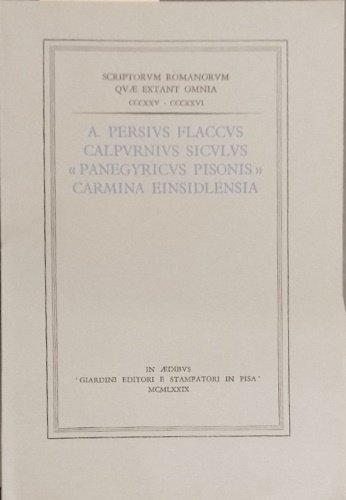 SCRIPTORVM ROMANORVM
QVÆ EXTANT OMNIA
CCCXXV - CCCXXVI
A. PERSIVS FLACCVS
CALPVRNIVS SICVLVS
«PANEGYRICVS PISONIS»
CARMINA EINSIDLENSIA
IN ÆDIBVS
'GIARDINI EDITORI E STAMPATORI IN PISA'
MCMLXXIX